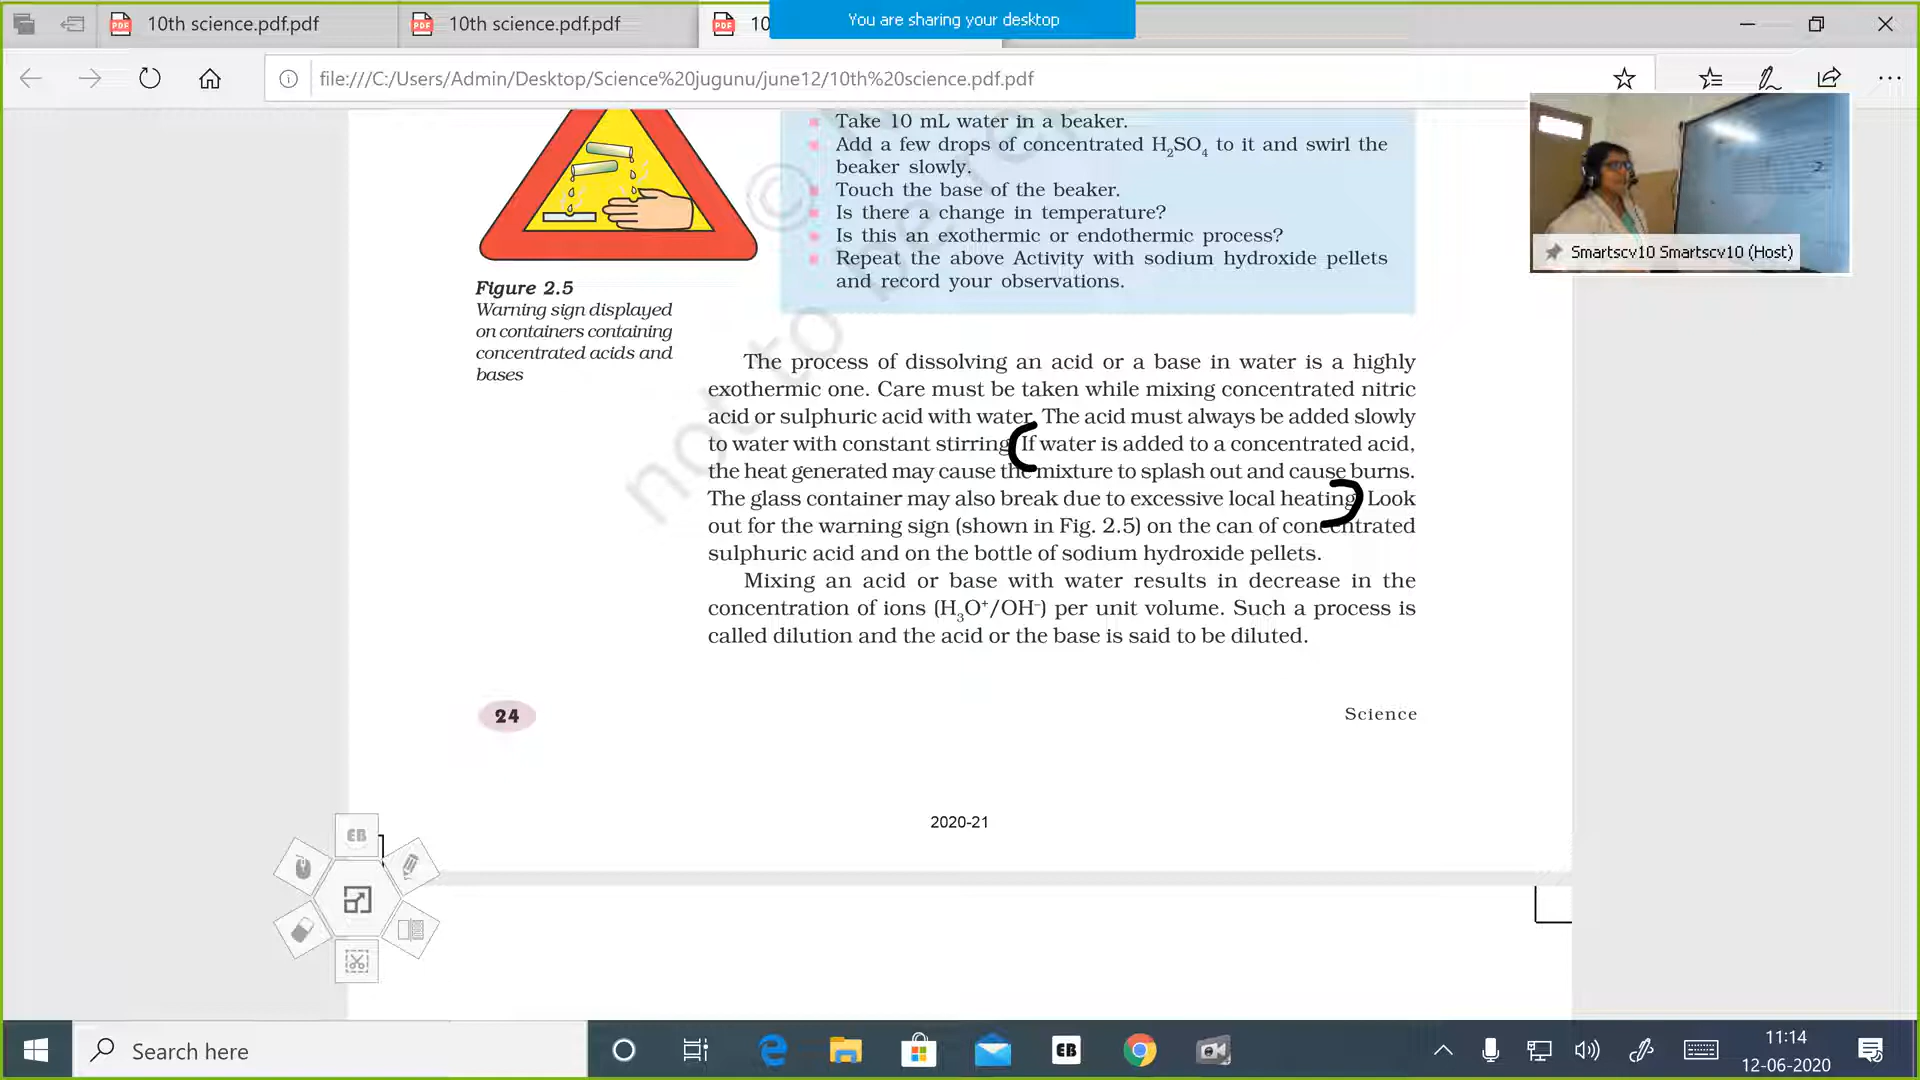 10th science.pdf.pdf
10th science.pdf.pdf
10
You are sharing your desktop
file:///C:/Users/Admin/Desktop/Science%20jugunu/june12/10th%20science.pdf.pdf
Take 10 mL water in a beaker.
Add a few drops of concentrated H₂SO₄ to it and swirl the
beaker slowly.
Touch the base of the beaker.
Is there a change in temperature?
Is this an exothermic or endothermic process?
Repeat the above Activity with sodium hydroxide pellets
and record your observations.
Smartscv10 Smartscv10 (Host)
Figure 2.5
Warning sign displayed
on containers containing
concentrated acids and
bases
The process of dissolving an acid or a base in water is a highly
exothermic one. Care must be taken while mixing concentrated nitric
acid or sulphuric acid with water. The acid must always be added slowly
to water with constant stirring. If water is added to a concentrated acid,
the heat generated may cause the mixture to splash out and cause burns.
The glass container may also break due to excessive local heating. Look
out for the warning sign (shown in Fig. 2.5) on the can of concentrated
sulphuric acid and on the bottle of sodium hydroxide pellets.
Mixing an acid or base with water results in decrease in the
concentration of ions (H₃O⁺/OH⁻) per unit volume. Such a process is
called dilution and the acid or the base is said to be diluted.
not to be
24
Science
2020-21
EB
Search here
EB
11:14
12-06-2020